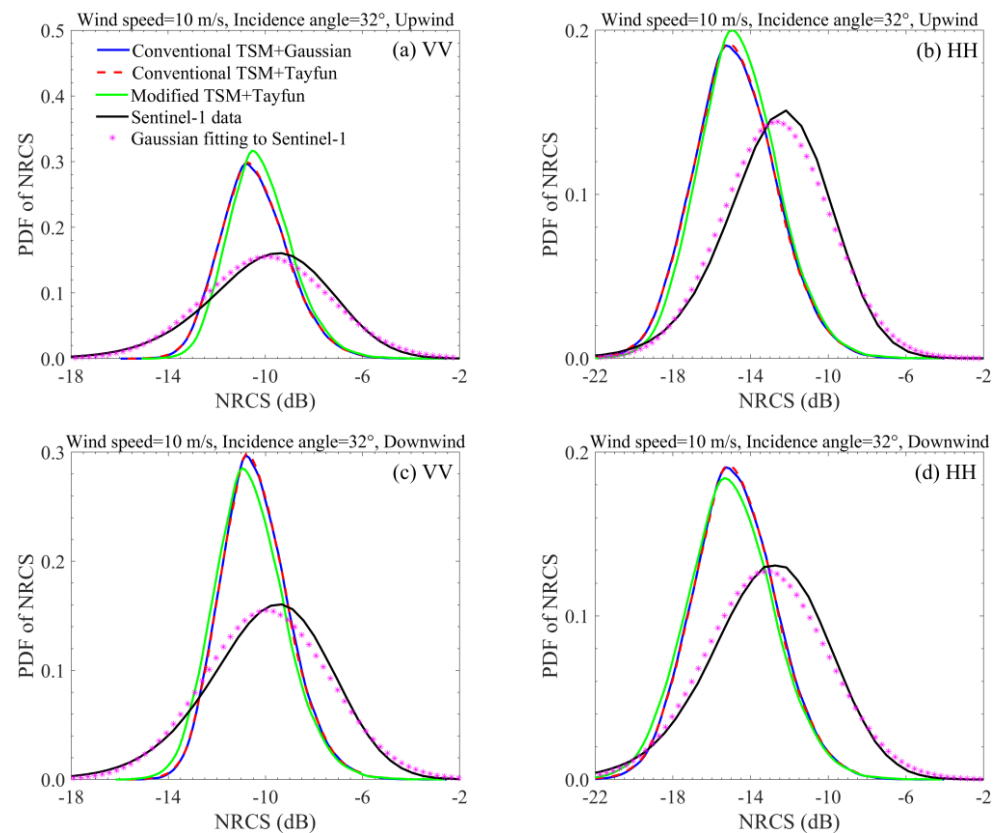 Wind speed=10 m/s, Incidence angle=32°, Upwind
(a) VV
Conventional TSM+Gaussian
Conventional TSM+Tayfun
Modified TSM+Tayfun
Sentinel-1 data
Gaussian fitting to Sentinel-1
PDF of NRCS
0.5
0.4
0.3
0.2
0.1
0.0
-18
-14
-10
-6
-2
NRCS (dB)
Wind speed=10 m/s, Incidence angle=32°, Upwind
(b) HH
PDF of NRCS
0.2
0.1
0.0
-22
-18
-14
-10
-6
-2
NRCS (dB)
Wind speed=10 m/s, Incidence angle=32°, Downwind
(c) VV
PDF of NRCS
0.3
0.2
0.1
0.0
-18
-14
-10
-6
-2
NRCS (dB)
Wind speed=10 m/s, Incidence angle=32°, Downwind
(d) HH
PDF of NRCS
0.2
0.1
0.0
-22
-18
-14
-10
-6
-2
NRCS (dB)